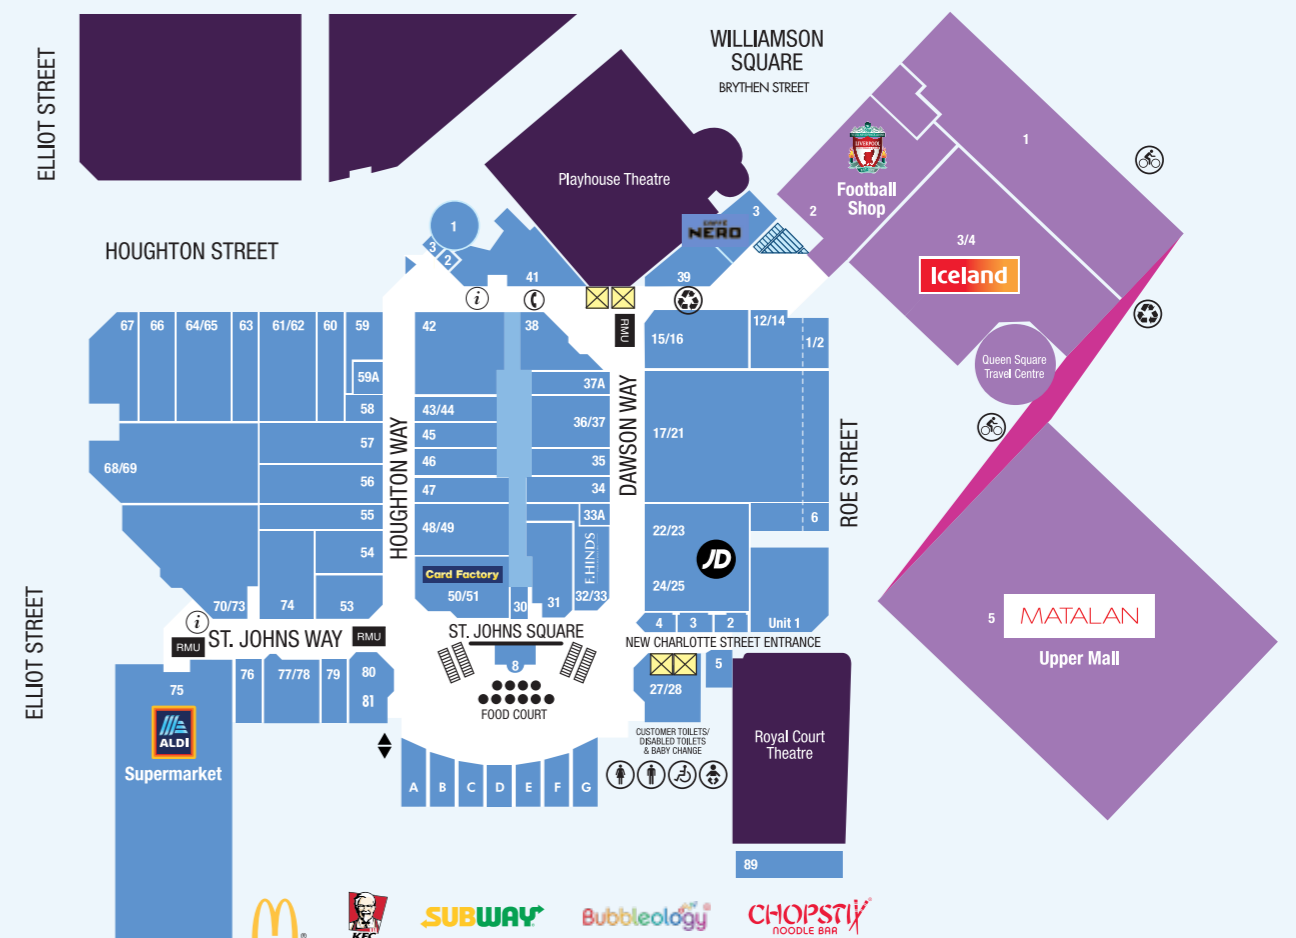 WILLIAMSON
SQUARE
BRYTHEN STREET
ELLIOT STREET
Playhouse Theatre
LIVERPOOL
Football
Shop
1
2
3
CAFFÈ
NERO
1
3
2
HOUGHTON STREET
3/4
Iceland
41
39
i
RMU
67
66
64/65
63
61/62
60
59
59A
58
42
38
15/16
12/14
1/2
Queen Square
Travel Centre
37A
43/44
36/37
45
46
35
47
34
33A
48/49
HOUGHTON WAY
DAWSON WAY
ROE STREET
17/21
6
57
68/69
56
55
54
22/23
JD
24/25
F.HINDS
Card Factory
50/51
30
31
32/33
70/73
74
53
i
RMU
ST. JOHNS WAY
RMU
ST. JOHNS SQUARE
4
3
2
Unit 1
NEW CHARLOTTE STREET ENTRANCE
5
MATALAN
Upper Mall
ELLIOT STREET
75
ALDI
Supermarket
76
77/78
79
80
81
8
FOOD COURT
27/28
5
CUSTOMER TOILETS/
DISABLED TOILETS
& BABY CHANGE
Royal Court
Theatre
A
B
C
D
E
F
G
89
KFC
SUBWAY
Bubbleology
CHOPSTIX
NOODLE BAR